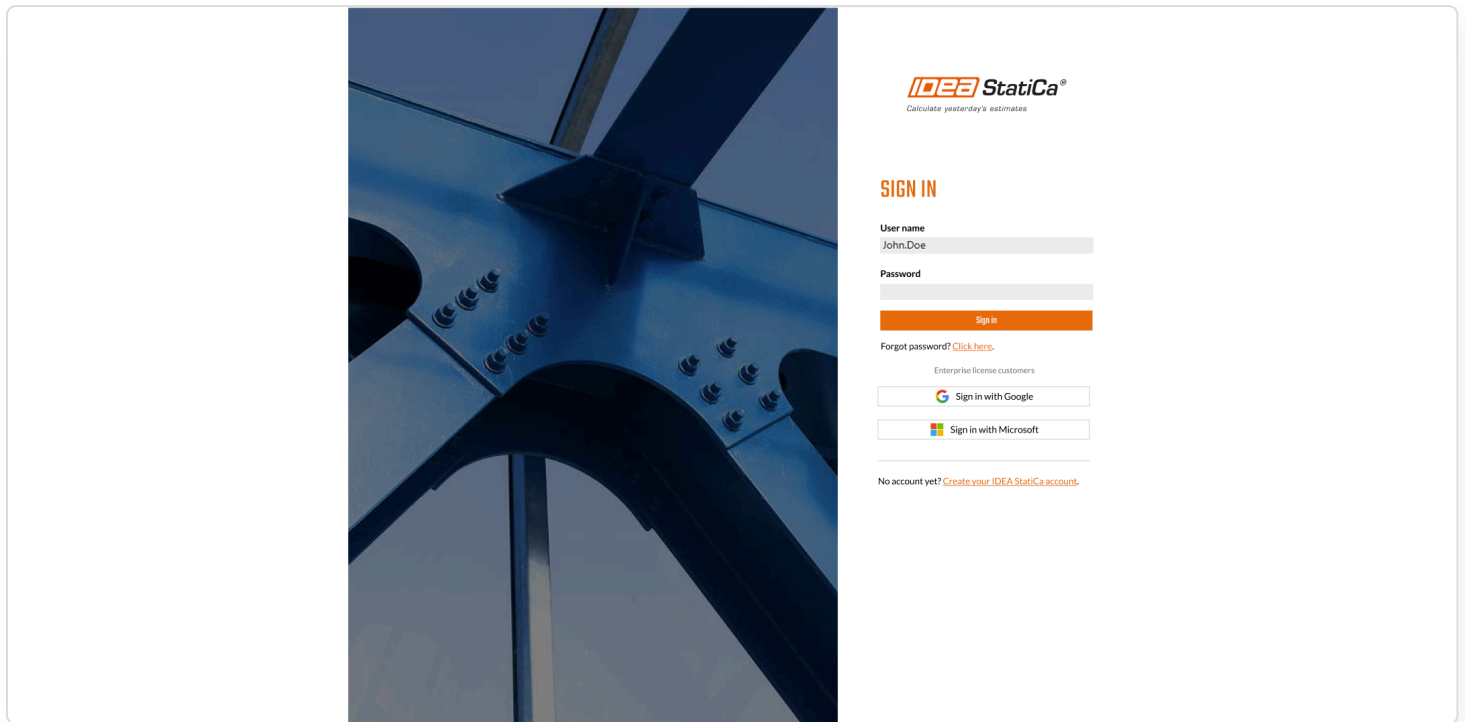 IDEA StatiCa®
Calculate yesterday's estimates
SIGN IN
User name
John.Doe
Password
Sign in
Forgot password? Click here.
Enterprise license customers
Sign in with Google
Sign in with Microsoft
No account yet? Create your IDEA StatiCa account.